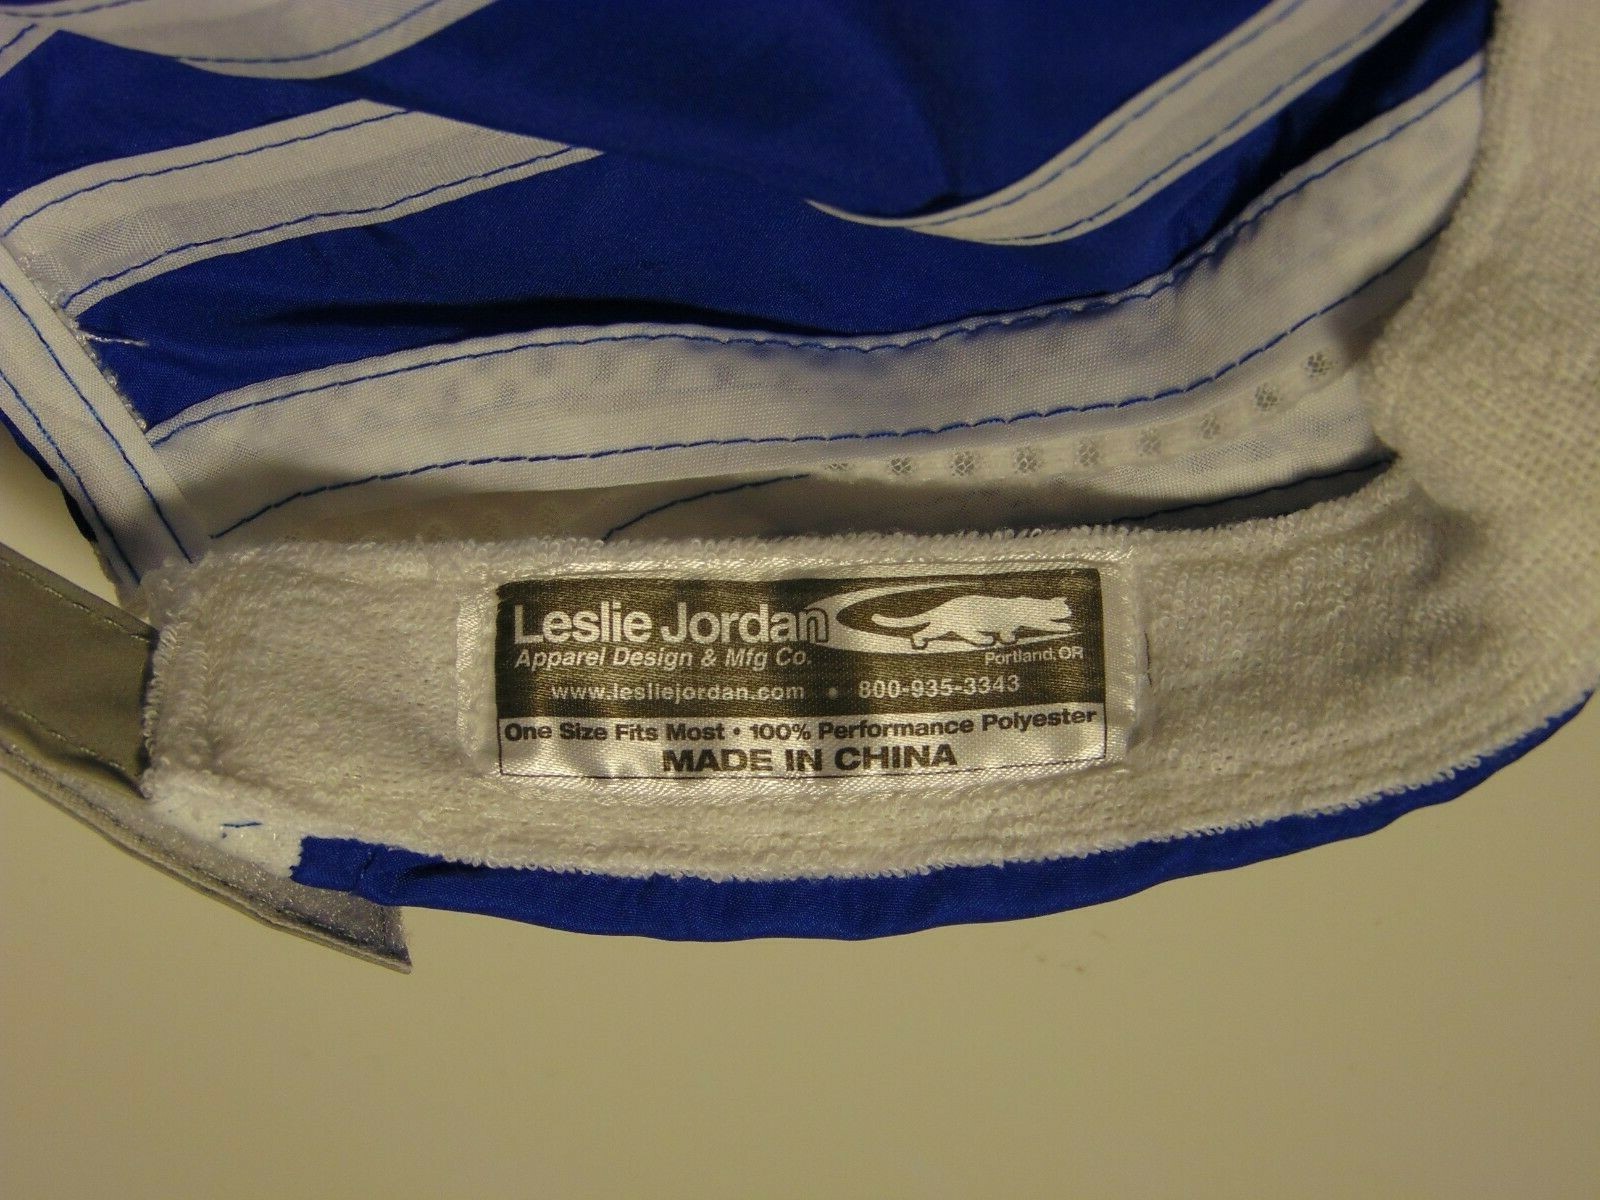 Leslie Jordan
Apparel Design & Mfg Co.
Portland, OR
www.lesliejordan.com • 800-935-3343
One Size Fits Most • 100% Performance Polyester
MADE IN CHINA